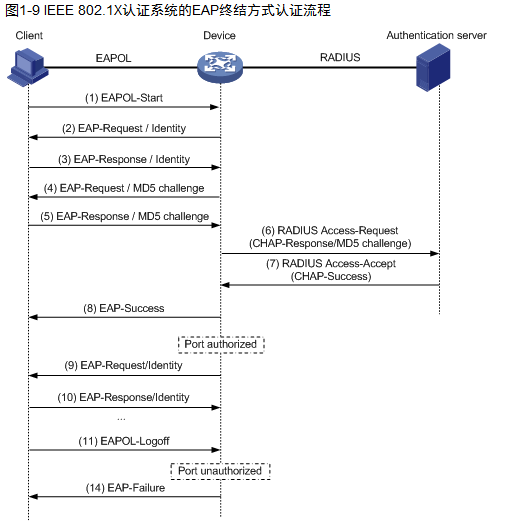 图1-9 IEEE 802.1X认证系统的EAP终结方式认证流程
Client
Device
Authentication server
EAPOL
RADIUS
(1) EAPOL-Start
(2) EAP-Request / Identity
(3) EAP-Response / Identity
(4) EAP-Request / MD5 challenge
(5) EAP-Response / MD5 challenge
(6) RADIUS Access-Request
(CHAP-Response/MD5 challenge)
(7) RADIUS Access-Accept
(CHAP-Success)
(8) EAP-Success
Port authorized
(9) EAP-Request/Identity
(10) EAP-Response/Identity
...
(11) EAPOL-Logoff
Port unauthorized
(14) EAP-Failure